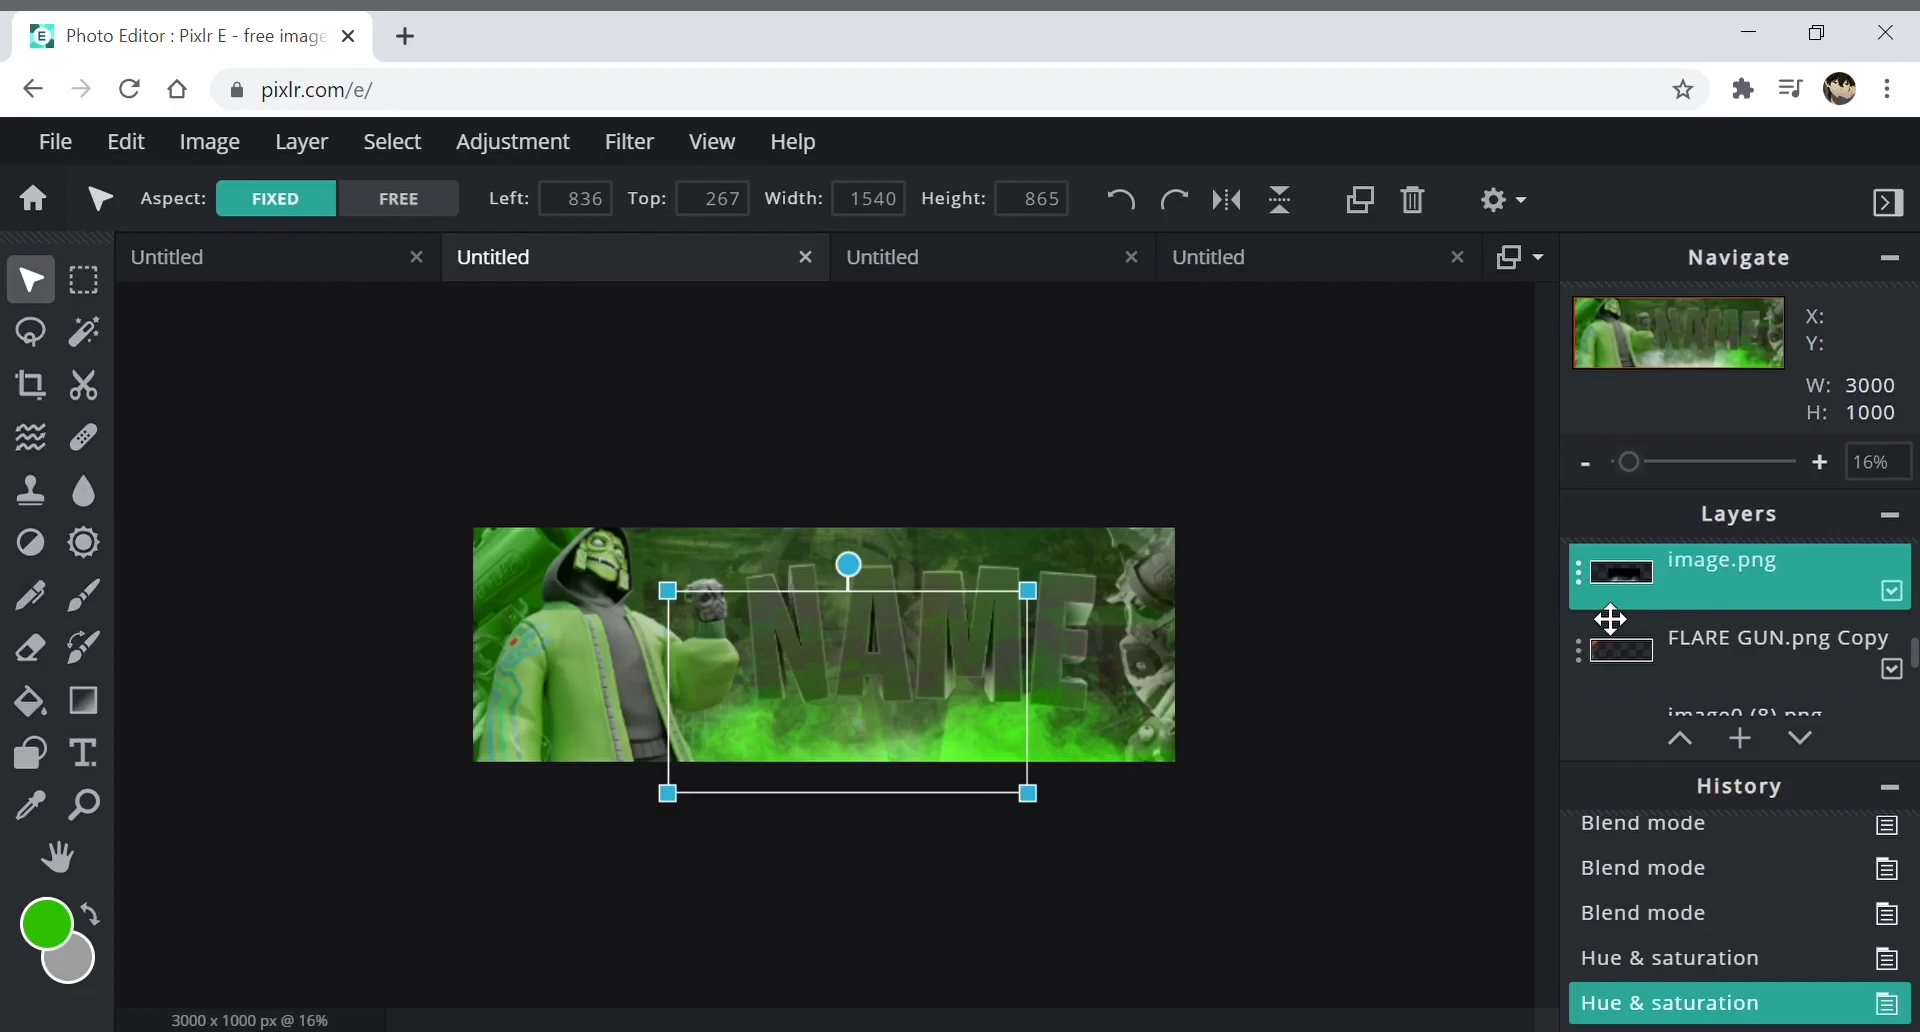 Photo Editor : Pixlr E - free image
pixlr.com/e/
File Edit Image Layer Select Adjustment Filter View Help
Aspect: FIXED FREE Left: 836 Top: 267 Width: 1540 Height: 865
Untitled Untitled Untitled Untitled
Navigate
X:
Y:
W: 3000
H: 1000
- + 16%
Layers
image.png
FLARE GUN.png Copy
image0 (8).png
NAME
History
Blend mode
Blend mode
Blend mode
Hue & saturation
Hue & saturation
3000 x 1000 px @ 16%